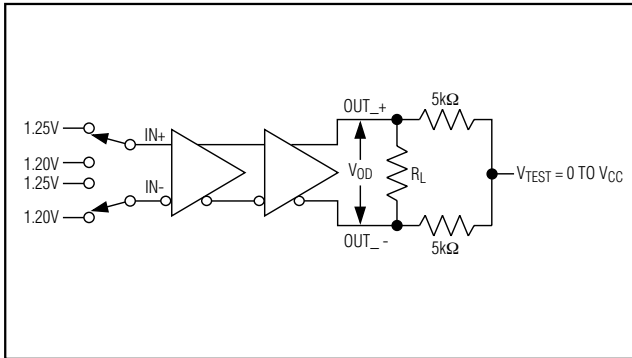 1.25V
1.20V
1.25V
1.20V
IN+
IN-
OUT_+
VOD
RL
OUT_ -
5kΩ
5kΩ
VTEST = 0 TO VCC